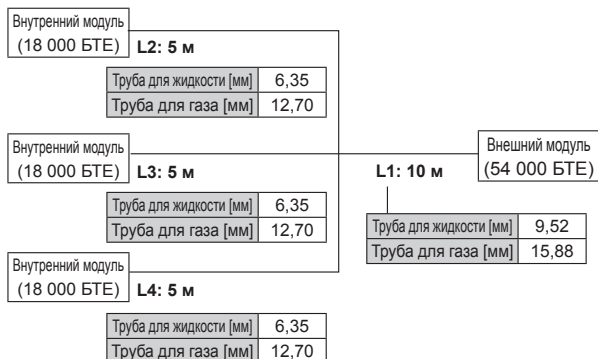 Внутренний модуль
(18 000 БТЕ)
L2: 5 м
Труба для жидкости [мм] 6,35
Труба для газа [мм] 12,70
Внутренний модуль
(18 000 БТЕ)
L3: 5 м
Труба для жидкости [мм] 6,35
Труба для газа [мм] 12,70
Внутренний модуль
(18 000 БТЕ)
L4: 5 м
Труба для жидкости [мм] 6,35
Труба для газа [мм] 12,70
Внешний модуль
(54 000 БТЕ)
L1: 10 м
Труба для жидкости [мм] 9,52
Труба для газа [мм] 15,88